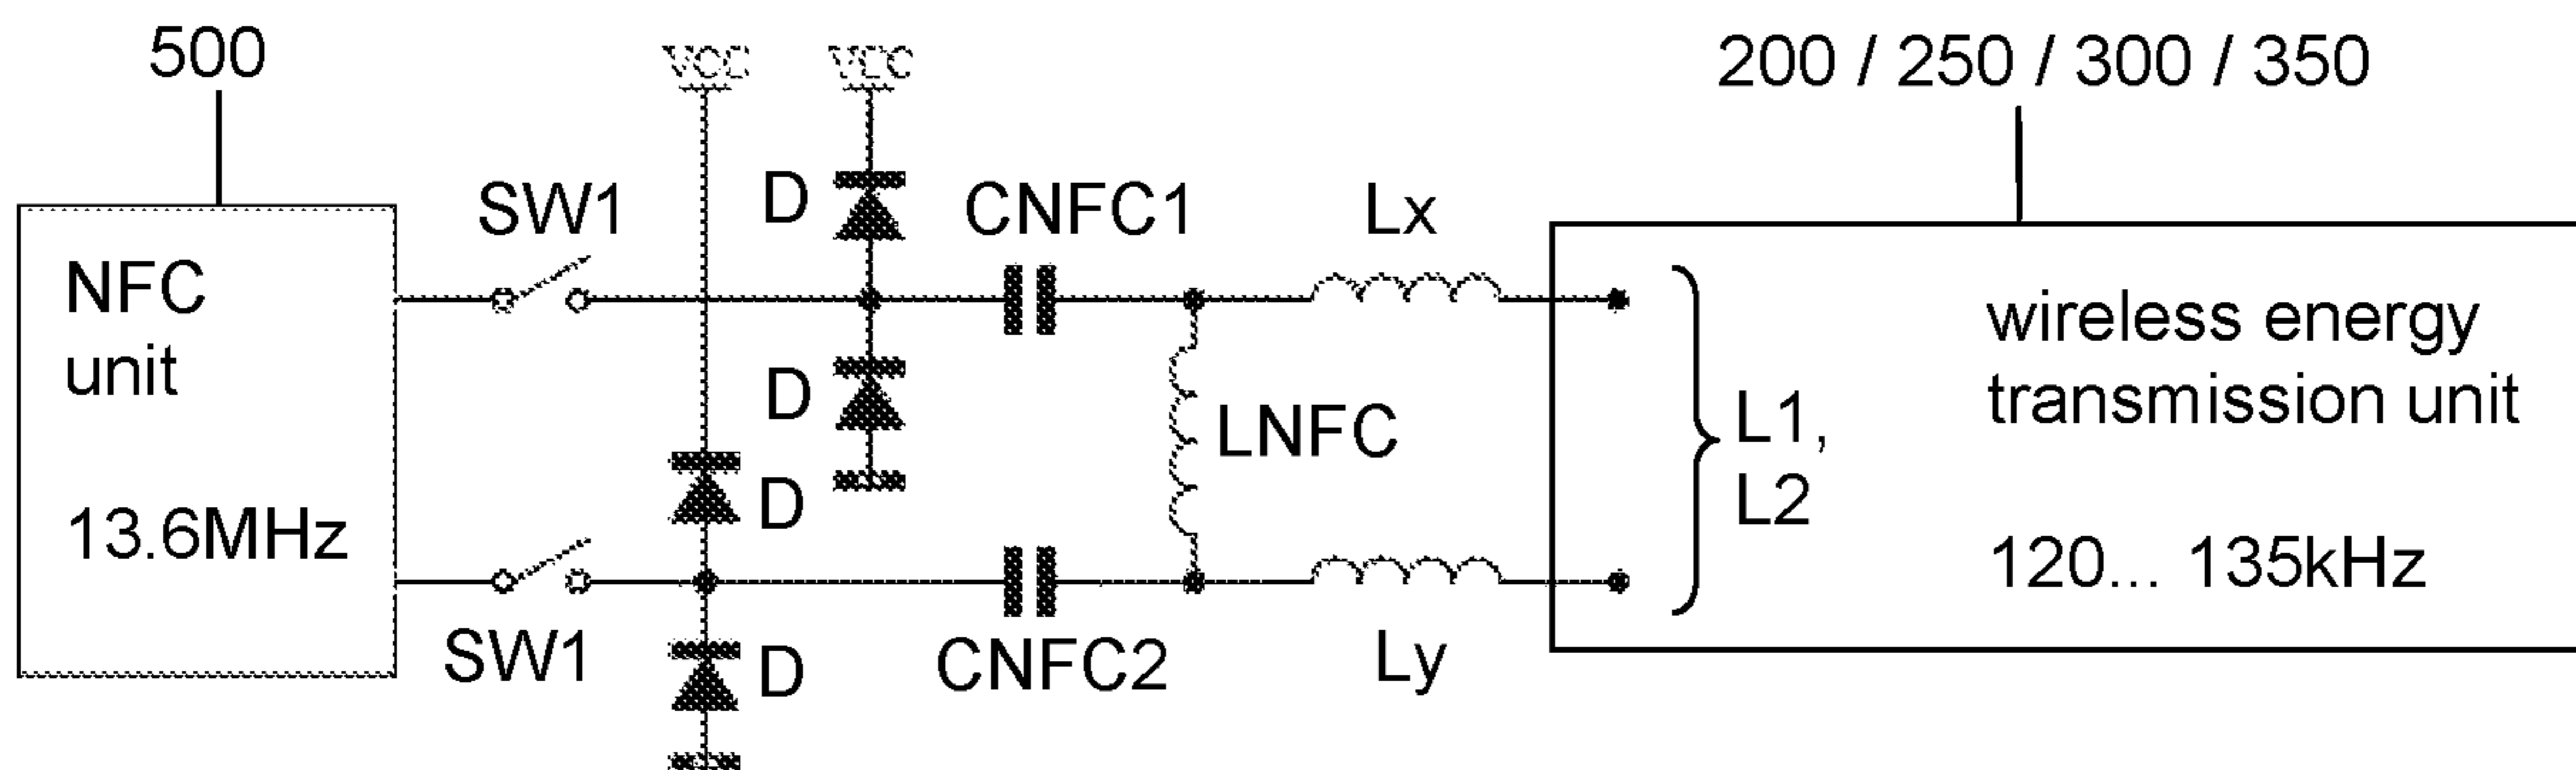 500
200 / 250 / 300 / 350
SW1
D
CNFC1
Lx
NFC
unit
wireless energy
transmission unit
D
L1,
L2
LNFC
D
13.6MHz
120... 135kHz
SW1
D
CNFC2
Ly